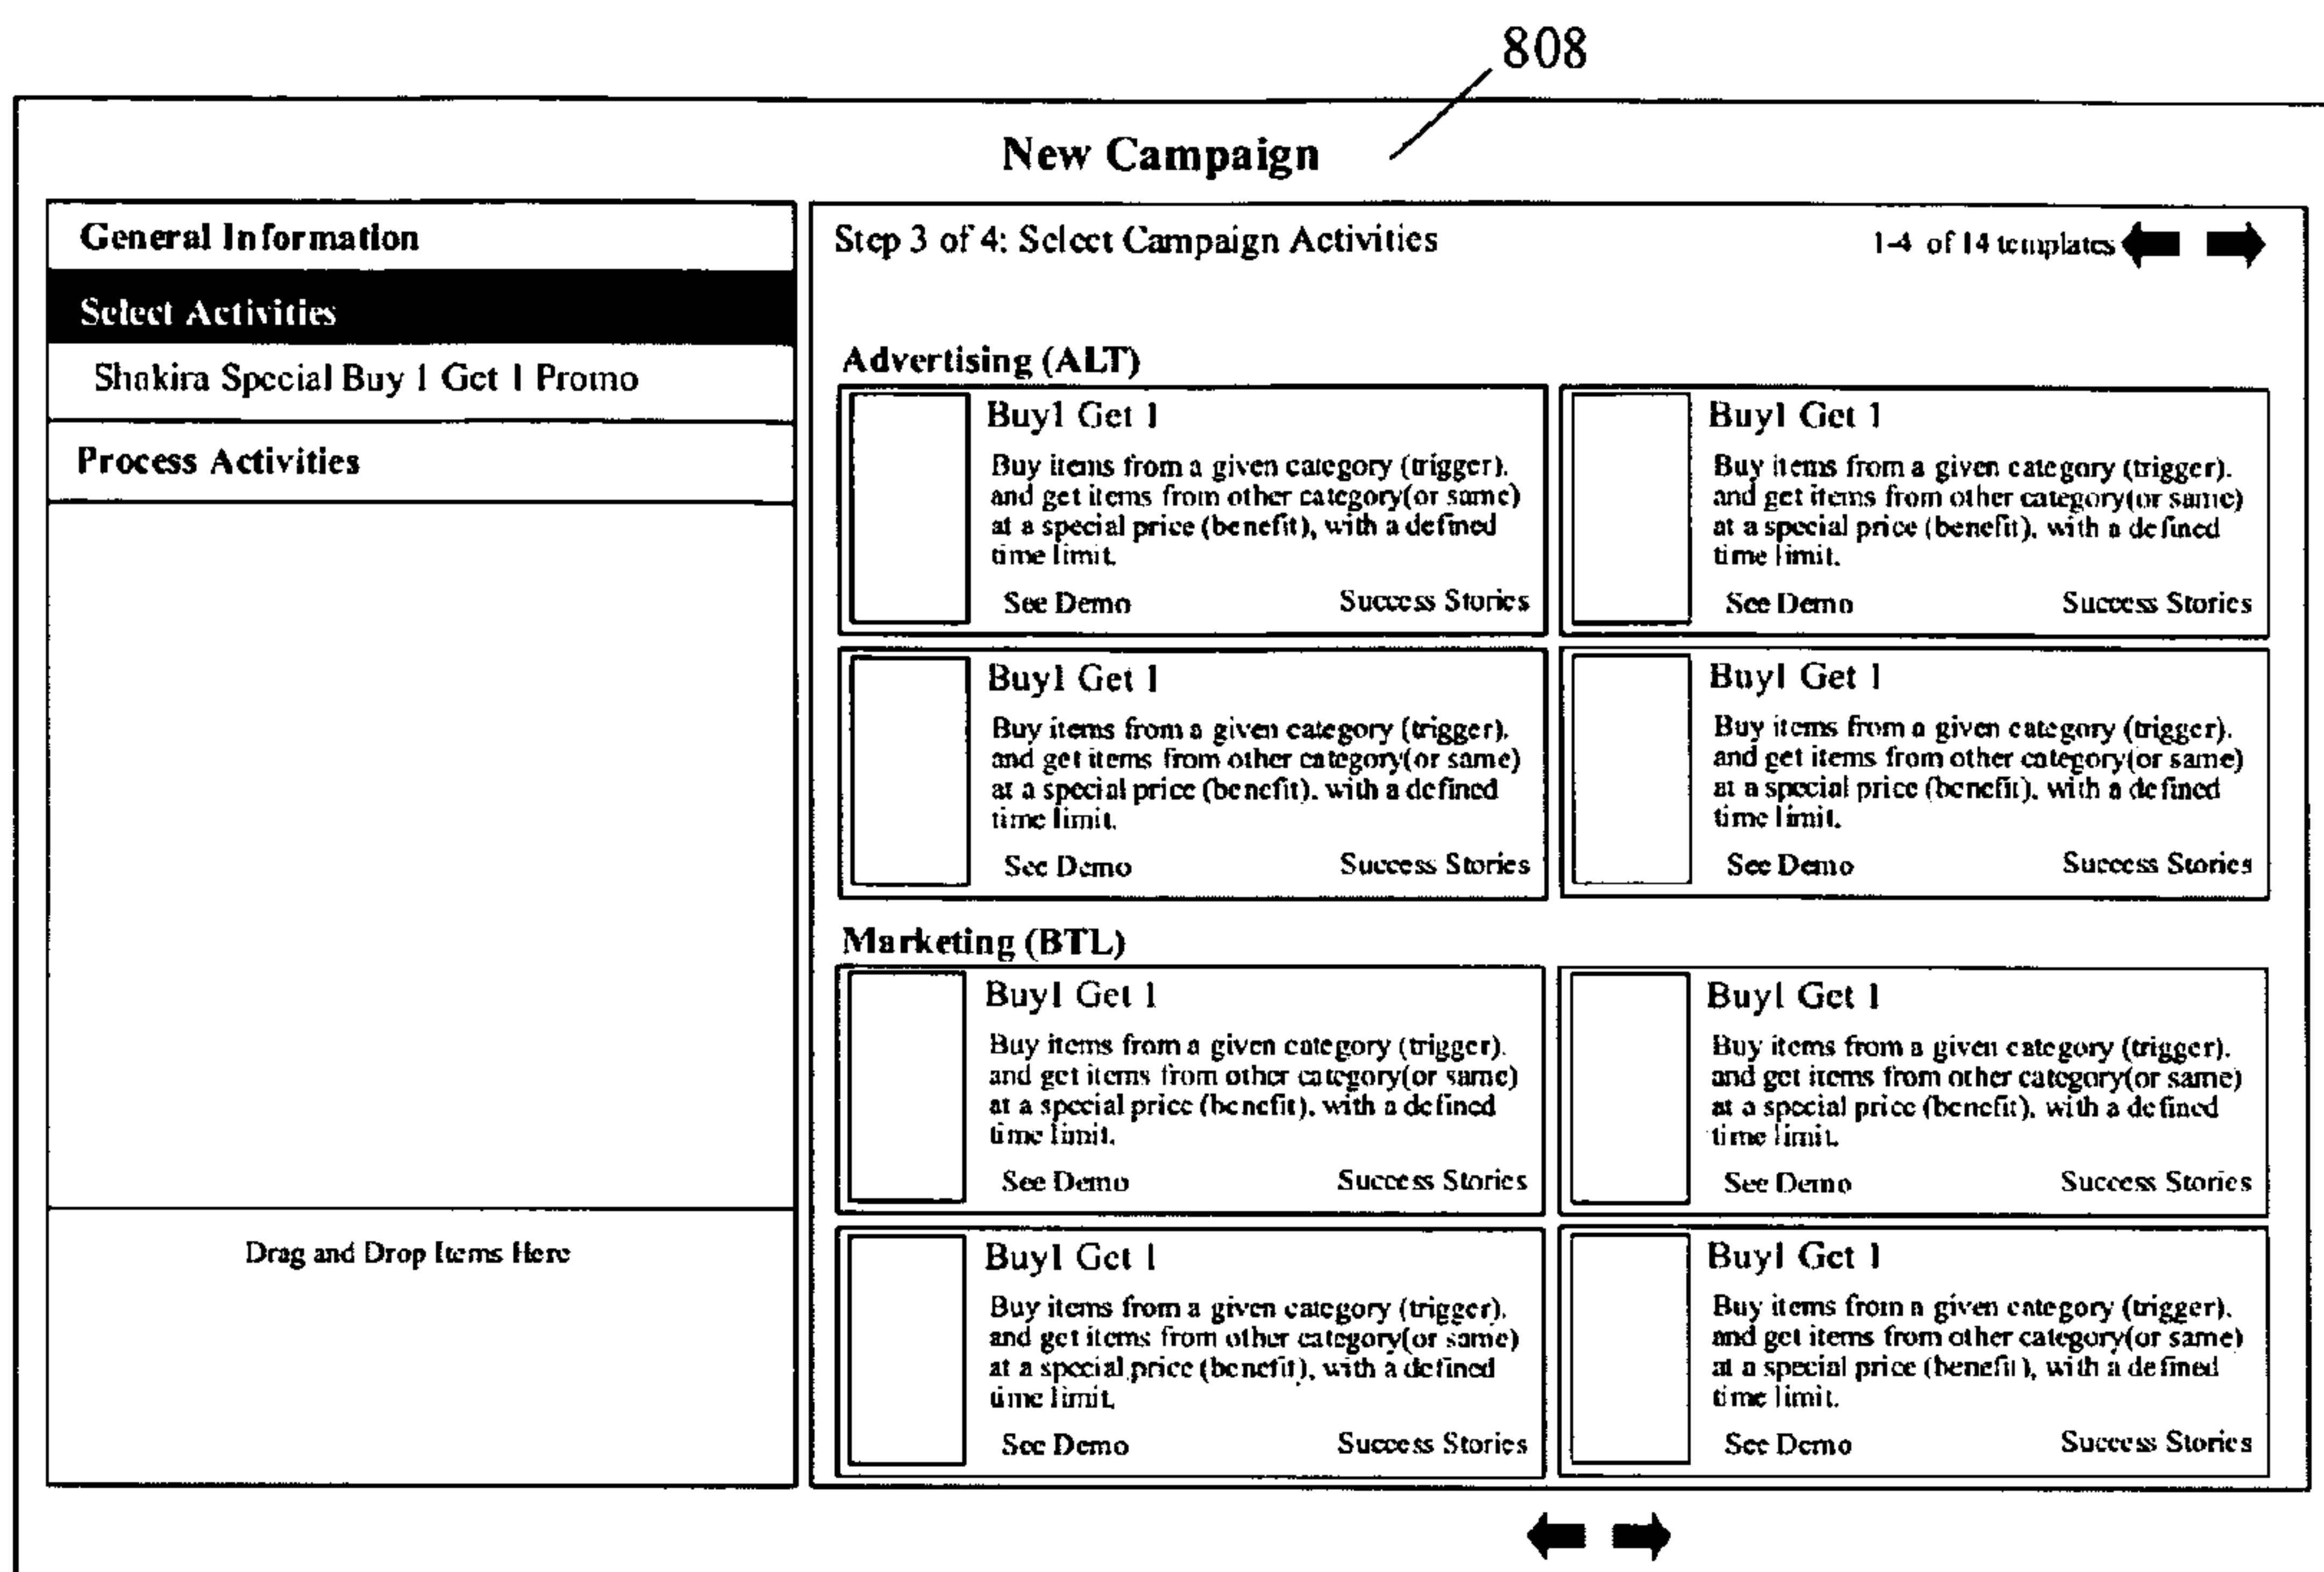 808
New Campaign
General Information
Select Activities
Shakira Special Buy 1 Get 1 Promo
Process Activities
Drag and Drop Items Here
Step 3 of 4: Select Campaign Activities
1-4 of 14 templates
Advertising (ALT)
Buy1 Get 1
Buy items from a given category (trigger).
and get items from other category(or same)
at a special price (benefit), with a defined
time limit.
See Demo Success Stories
Buy1 Get 1
Buy items from a given category (trigger).
and get items from other category(or same)
at a special price (benefit), with a defined
time limit.
See Demo Success Stories
Buy1 Get 1
Buy items from a given category (trigger).
and get items from other category(or same)
at a special price (benefit), with a defined
time limit.
See Demo Success Stories
Buy1 Get 1
Buy items from a given category (trigger).
and get items from other category(or same)
at a special price (benefit), with a defined
time limit.
See Demo Success Stories
Marketing (BTL)
Buy1 Get 1
Buy items from a given category (trigger).
and get items from other category(or same)
at a special price (benefit), with a defined
time limit.
See Demo Success Stories
Buy1 Get 1
Buy items from a given category (trigger).
and get items from other category(or same)
at a special price (benefit), with a defined
time limit.
See Demo Success Stories
Buy1 Get 1
Buy items from a given category (trigger).
and get items from other category(or same)
at a special price (benefit), with a defined
time limit.
See Demo Success Stories
Buy1 Get 1
Buy items from a given category (trigger).
and get items from other category(or same)
at a special price (benefit), with a defined
time limit.
See Demo Success Stories